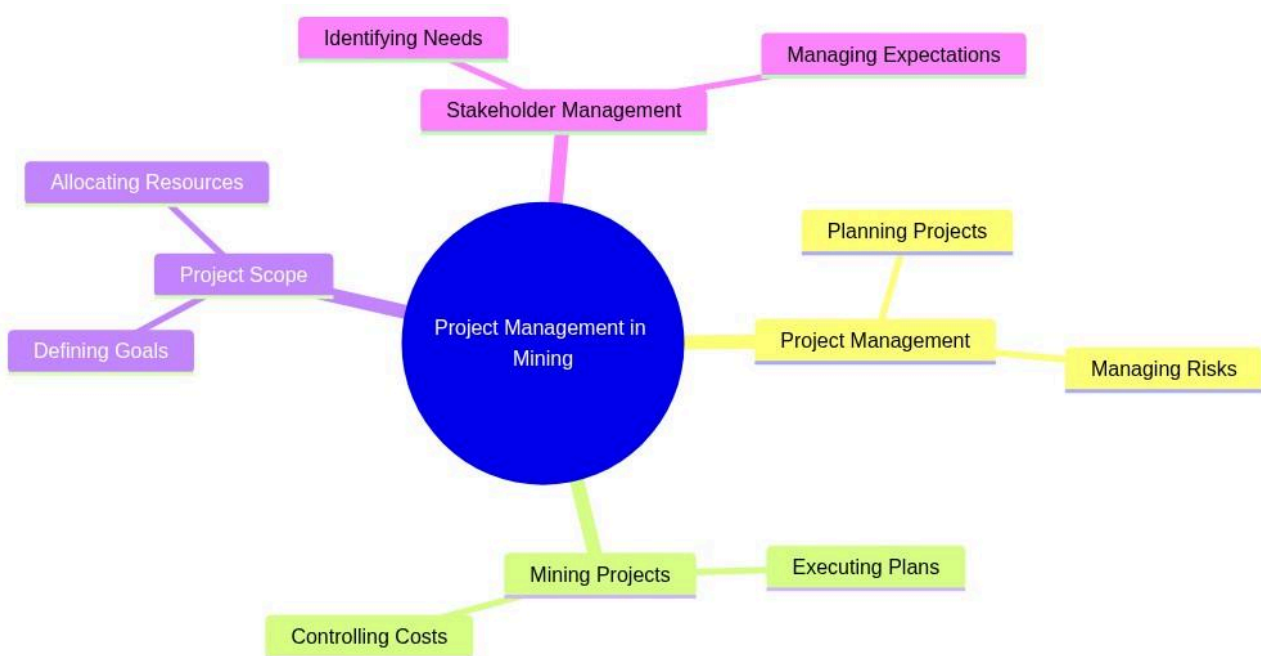 Identifying Needs
Managing Expectations
Stakeholder Management
Allocating Resources
Planning Projects
Project Scope
Project Management in
Mining
Project Management
Defining Goals
Managing Risks
Mining Projects
Executing Plans
Controlling Costs